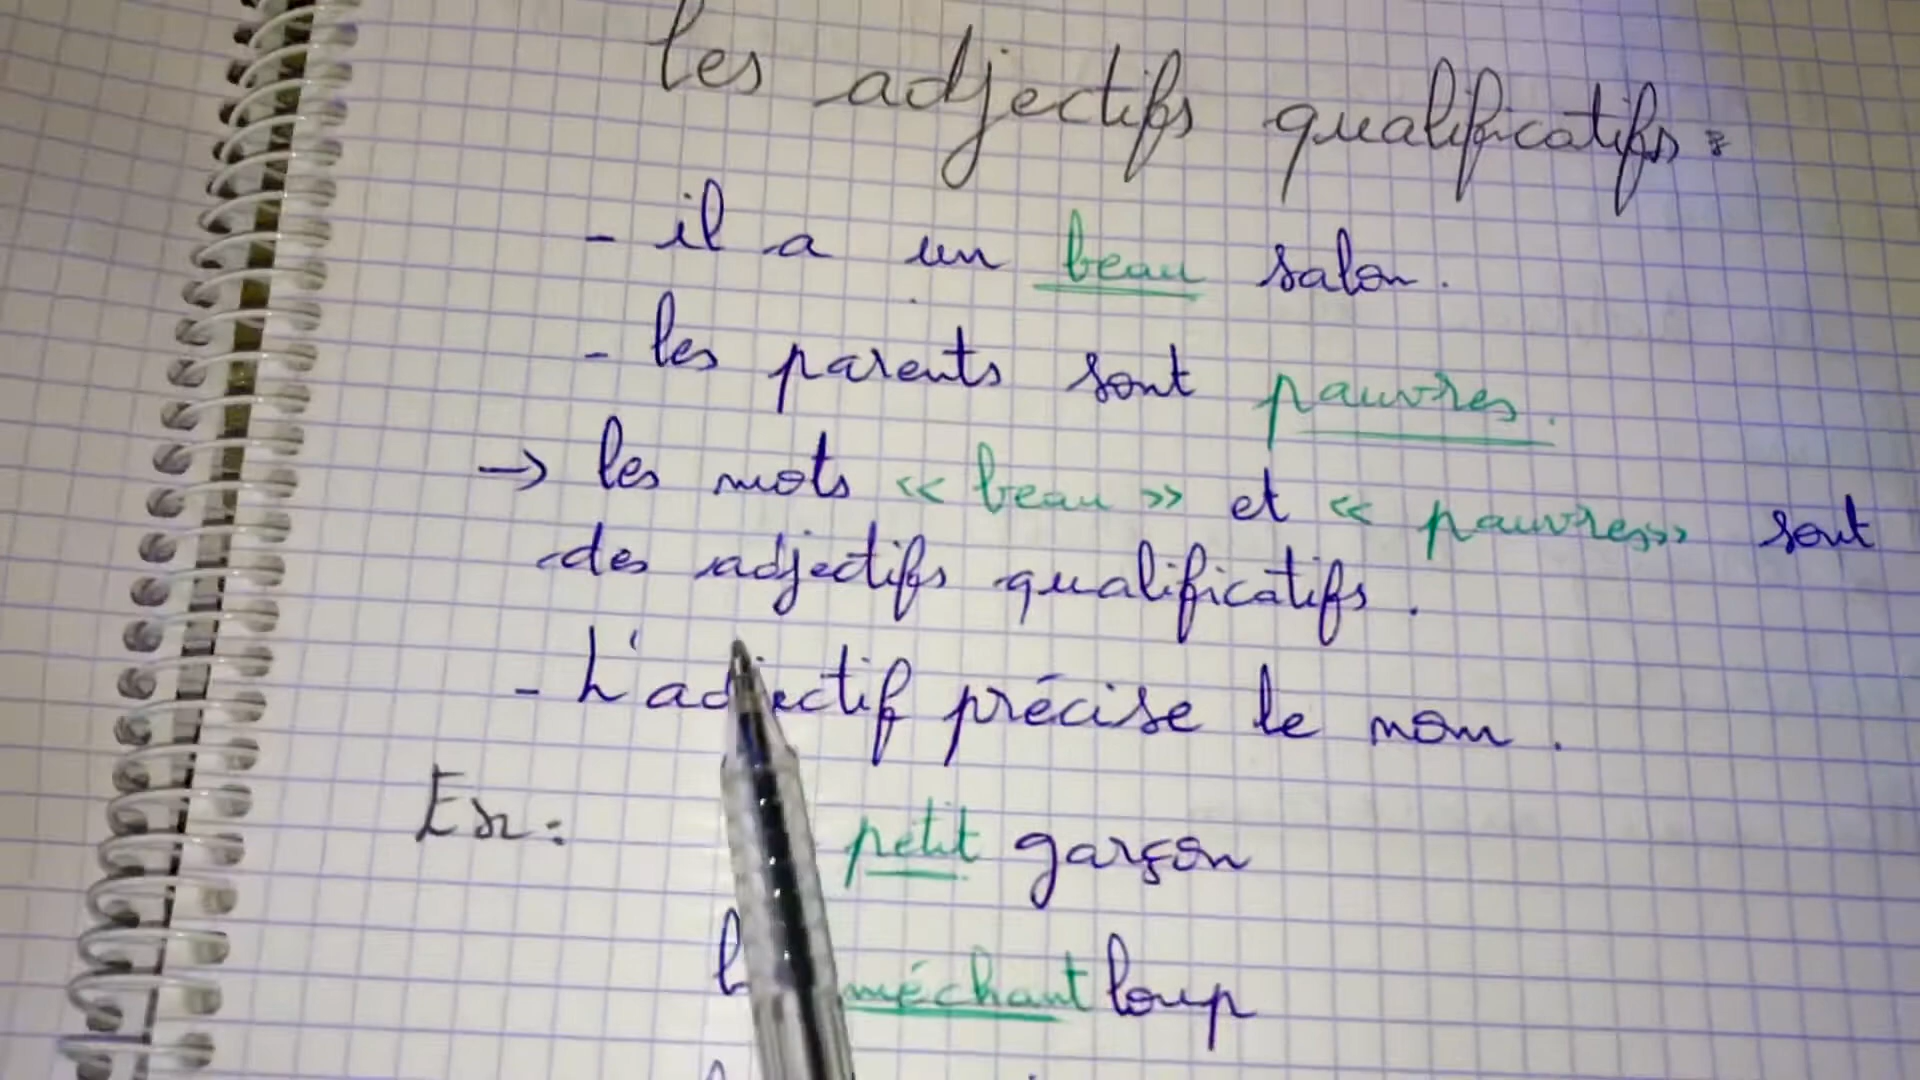 les adjectifs qualificatifs :
- il a un beau salon.
- les parents sont pauvres.
→ les mots « beau » et « pauvres » sont
des adjectifs qualificatifs.
- L'adjectif précise le nom.
Ex :
petit garçon
méchant loup